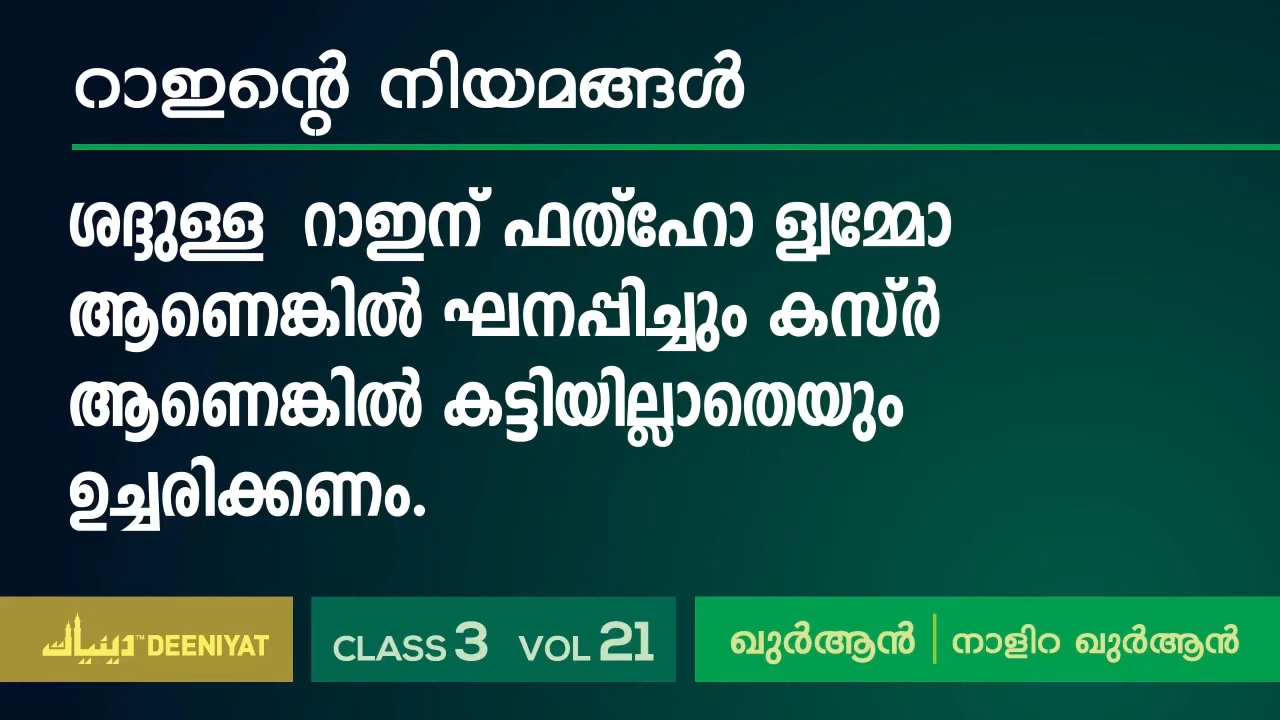 റാഇന്റെ നിയമങ്ങൾ
ശദ്ദുള്ള റാഇന് ഫത്ഹോ ള്വമ്മോ
ആണെങ്കിൽ ഘനപ്പിച്ചും കസ്ർ
ആണെങ്കിൽ കട്ടിയില്ലാതെയും
ഉച്ചരിക്കണം.
دينيات™ DEENIYAT
CLASS 3 VOL 21
ഖുർആൻ | നാളിറ ഖുർആൻ